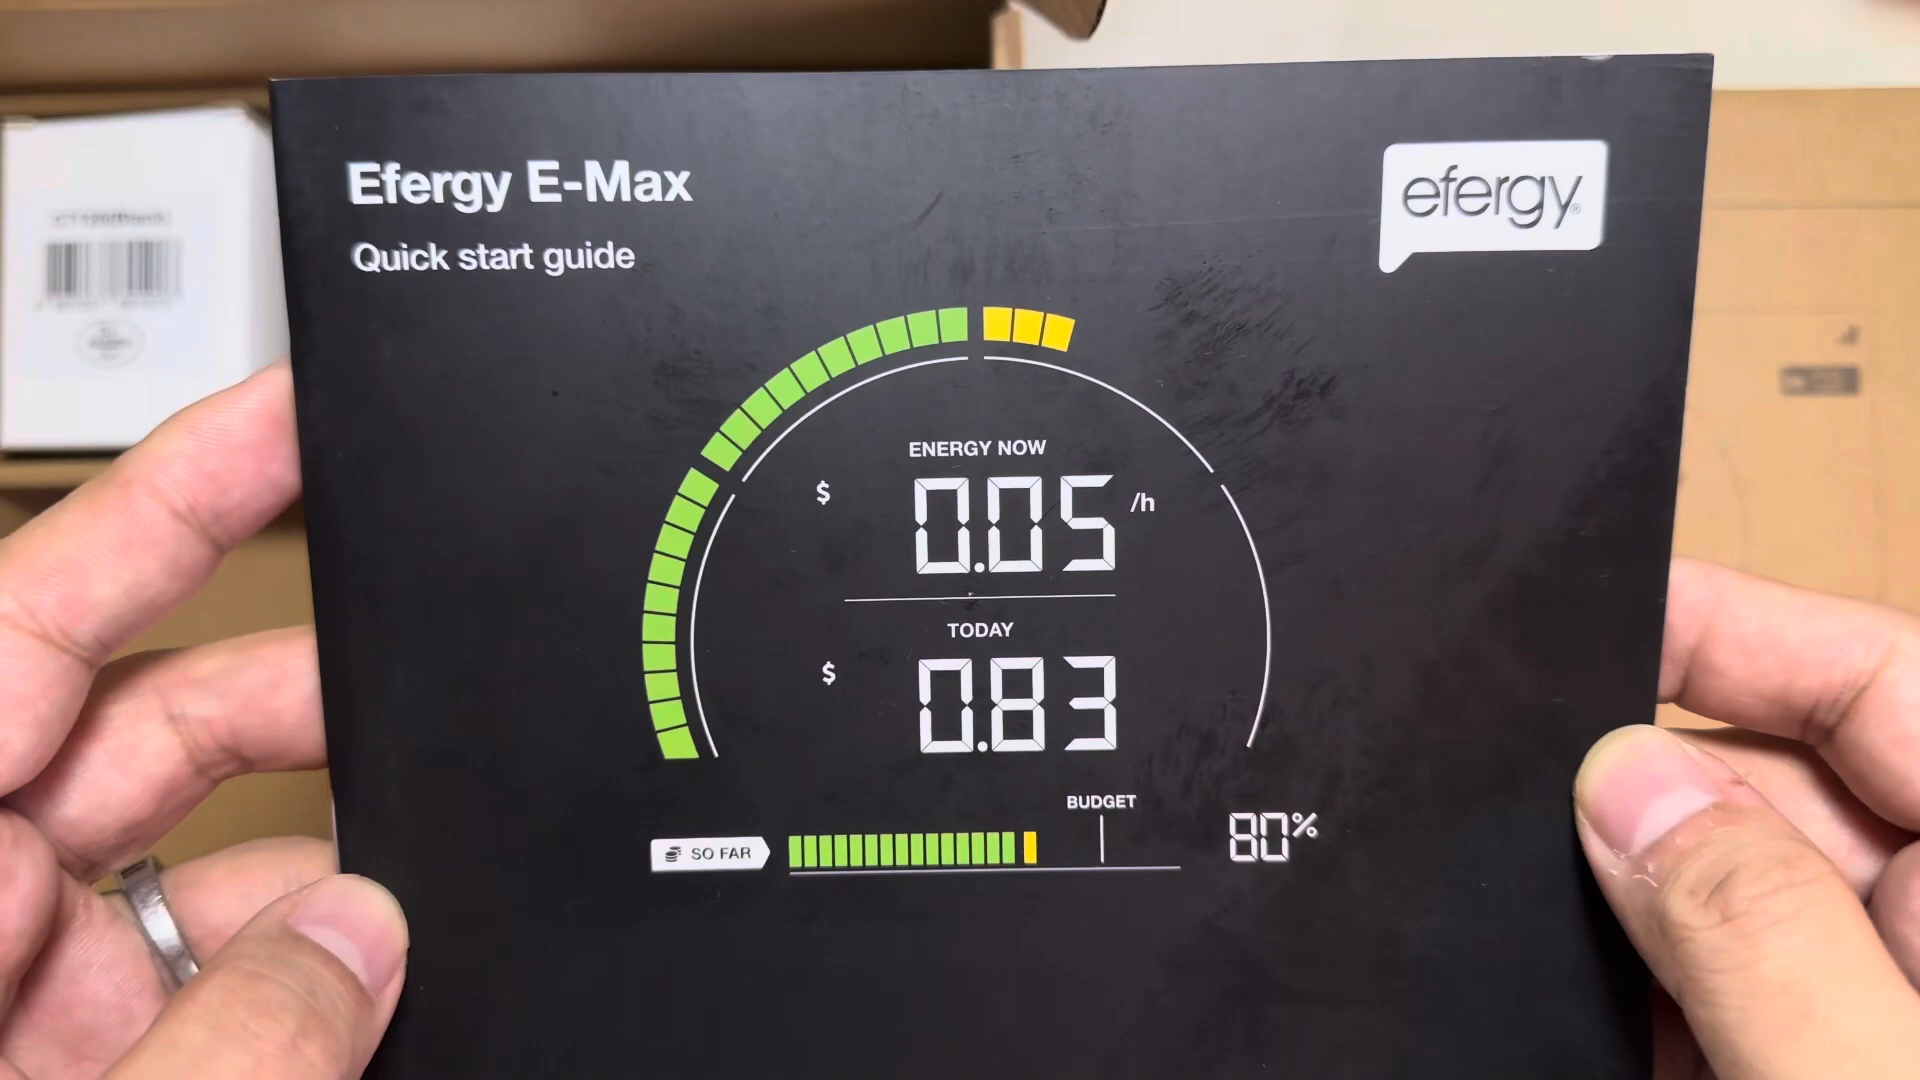 Efergy E-Max
efergy®
Quick start guide
ENERGY NOW
$ 0.05 /h
TODAY
$ 0.83
BUDGET
SO FAR
80%